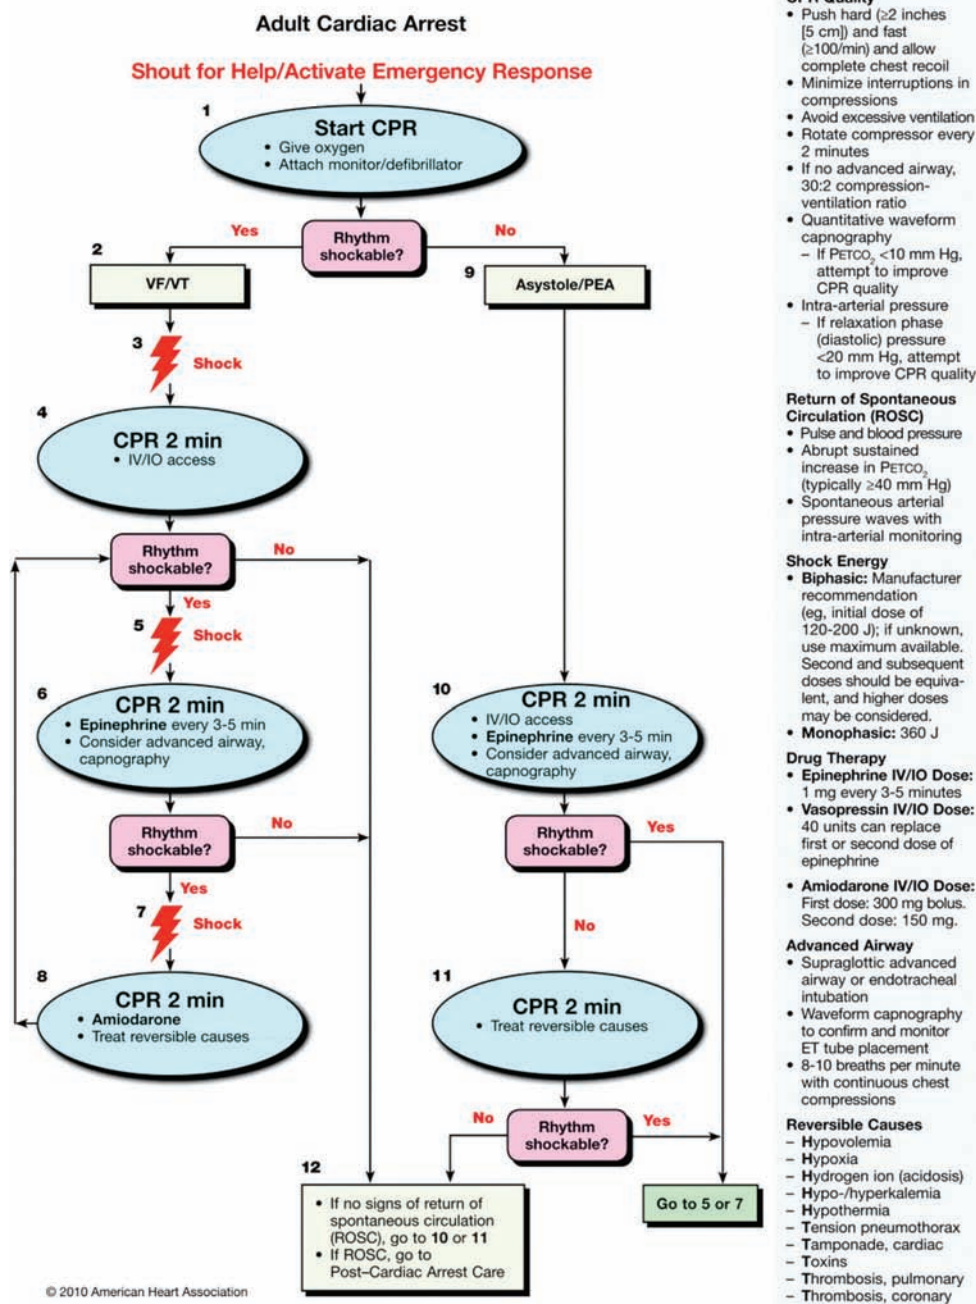 Adult Cardiac Arrest
Shout for Help/Activate Emergency Response
1
Start CPR
• Give oxygen
• Attach monitor/defibrillator
Rhythm
shockable?
Yes
No
2
VF/VT
9
Asystole/PEA
3
Shock
4
CPR 2 min
• IV/IO access
Rhythm
shockable?
No
Yes
5
Shock
6
CPR 2 min
• Epinephrine every 3-5 min
• Consider advanced airway,
capnography
Rhythm
shockable?
No
Yes
7
Shock
8
CPR 2 min
• Amiodarone
• Treat reversible causes
10
CPR 2 min
• IV/IO access
• Epinephrine every 3-5 min
• Consider advanced airway,
capnography
Rhythm
shockable?
Yes
No
11
CPR 2 min
• Treat reversible causes
No
Rhythm
shockable?
Yes
12
• If no signs of return of
spontaneous circulation
(ROSC), go to 10 or 11
• If ROSC, go to
Post–Cardiac Arrest Care
Go to 5 or 7
© 2010 American Heart Association
CPR Quality
• Push hard (≥2 inches
[5 cm]) and fast
(≥100/min) and allow
complete chest recoil
• Minimize interruptions in
compressions
• Avoid excessive ventilation
• Rotate compressor every
2 minutes
• If no advanced airway,
30:2 compression-
ventilation ratio
• Quantitative waveform
capnography
– If PETCO2 <10 mm Hg,
attempt to improve
CPR quality
• Intra-arterial pressure
– If relaxation phase
(diastolic) pressure
<20 mm Hg, attempt
to improve CPR quality
Return of Spontaneous
Circulation (ROSC)
• Pulse and blood pressure
• Abrupt sustained
increase in PETCO2
(typically ≥40 mm Hg)
• Spontaneous arterial
pressure waves with
intra-arterial monitoring
Shock Energy
• Biphasic: Manufacturer
recommendation
(eg, initial dose of
120-200 J); if unknown,
use maximum available.
Second and subsequent
doses should be equiva-
lent, and higher doses
may be considered.
• Monophasic: 360 J
Drug Therapy
• Epinephrine IV/IO Dose:
1 mg every 3-5 minutes
• Vasopressin IV/IO Dose:
40 units can replace
first or second dose of
epinephrine
• Amiodarone IV/IO Dose:
First dose: 300 mg bolus.
Second dose: 150 mg.
Advanced Airway
• Supraglottic advanced
airway or endotracheal
intubation
• Waveform capnography
to confirm and monitor
ET tube placement
• 8-10 breaths per minute
with continuous chest
compressions
Reversible Causes
– Hypovolemia
– Hypoxia
– Hydrogen ion (acidosis)
– Hypo-/hyperkalemia
– Hypothermia
– Tension pneumothorax
– Tamponade, cardiac
– Toxins
– Thrombosis, pulmonary
– Thrombosis, coronary